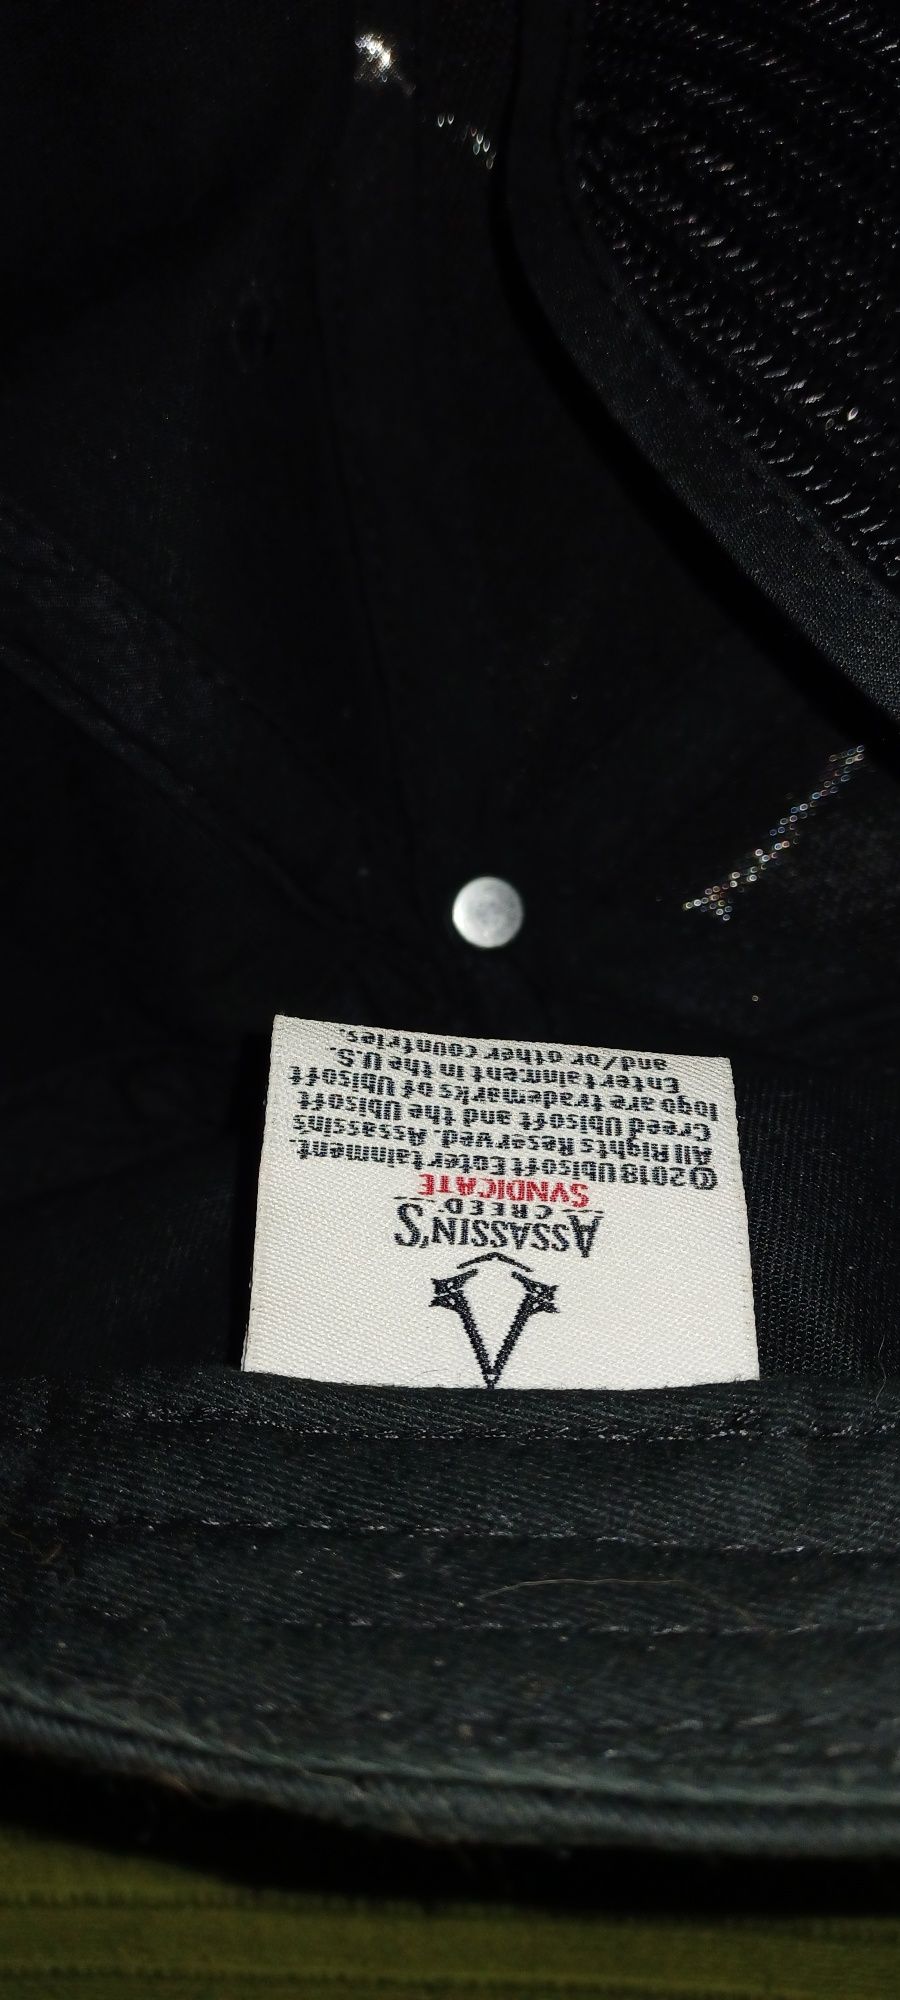 ASSASSIN'S
CREED
SYNDICATE
©2018 Ubisoft Entertainment.
All Rights Reserved. Assassin's
Creed Ubisoft and the Ubisoft
logo are trademarks of Ubisoft
Entertainment in the U.S.
and/or other countries.